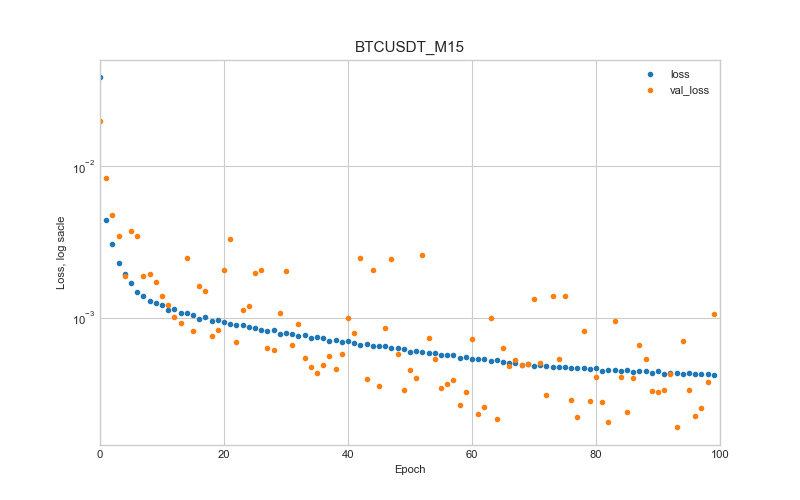 BTCUSDT_M15
loss
val_loss
10⁻²
10⁻³
Loss, log sacle
0 20 40 60 80 100
Epoch